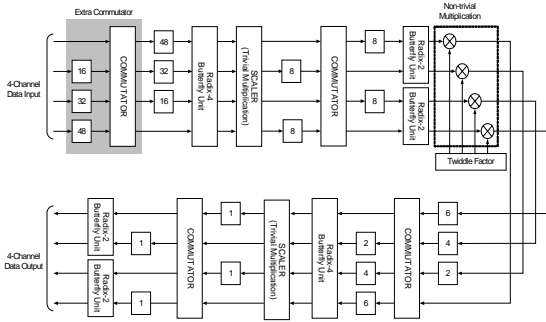 Extra Commutator
Non-trivial
Multiplication
4-Channel
Data Input
16
32
48
COMMUTATOR
48
32
16
Radix-4
Butterfly Unit
SCALER
(Trivial Multiplication)
8
8
COMMUTATOR
8
8
Radix-2
Butterfly Unit
Radix-2
Butterfly Unit
Twiddle Factor
4-Channel
Data Output
Radix-2
Butterfly Unit
Radix-2
Butterfly Unit
1
1
COMMUTATOR
1
1
SCALER
(Trivial Multiplication)
Radix-4
Butterfly Unit
2
4
6
COMMUTATOR
6
4
2